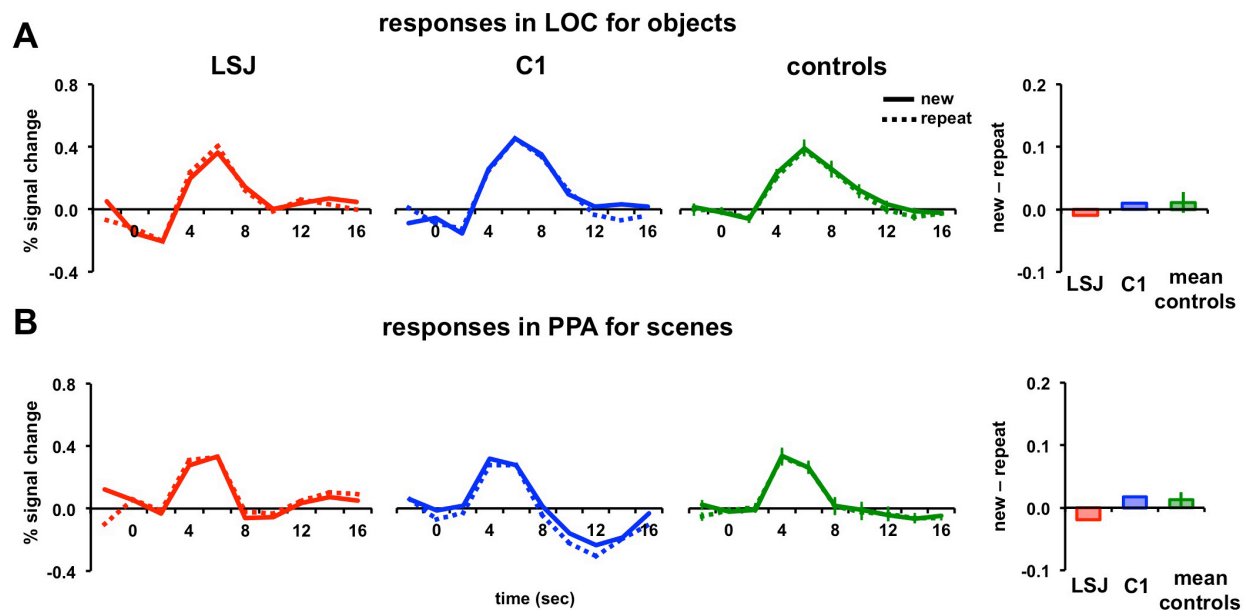 A
responses in LOC for objects
LSJ
C1
controls
new
repeat
% signal change
0.8
0.4
0.0
-0.4
0 4 8 12 16
0 4 8 12 16
0 4 8 12 16
new – repeat
0.2
0.1
0.0
-0.1
LSJ C1 mean
controls
B
responses in PPA for scenes
% signal change
0.8
0.4
0.0
-0.4
0 4 8 12 16
0 4 8 12 16
0 4 8 12 16
time (sec)
new – repeat
0.2
0.1
0.0
-0.1
LSJ C1 mean
controls